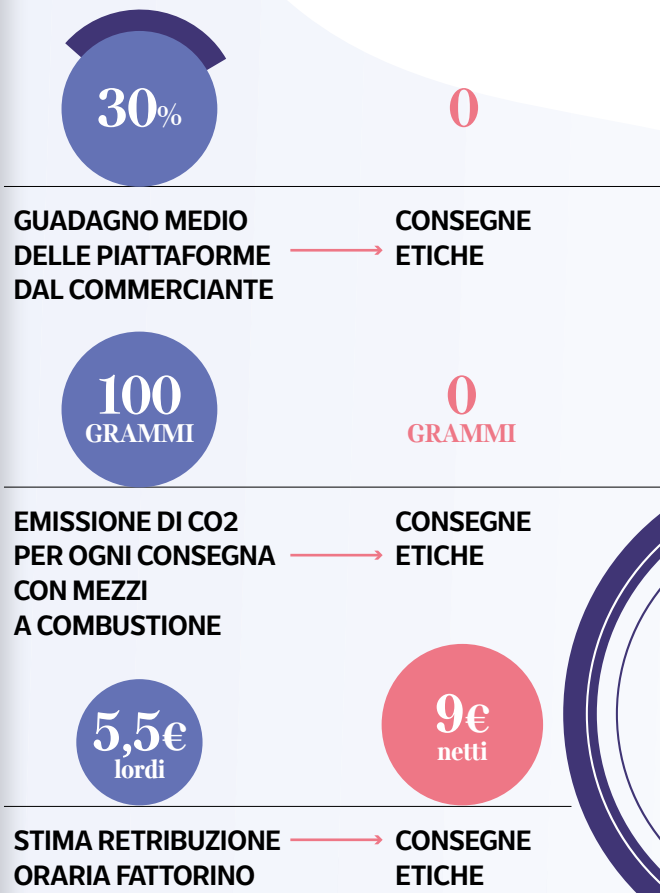 30%
0
GUADAGNO MEDIO
DELLE PIATTAFORME
DAL COMMERCIANTE
CONSEGNE
ETICHE
100
GRAMMI
0
GRAMMI
EMISSIONE DI CO2
PER OGNI CONSEGNA
CON MEZZI
A COMBUSTIONE
CONSEGNE
ETICHE
5,5€
lordi
9€
netti
STIMA RETRIBUZIONE
ORARIA FATTORINO
CONSEGNE
ETICHE